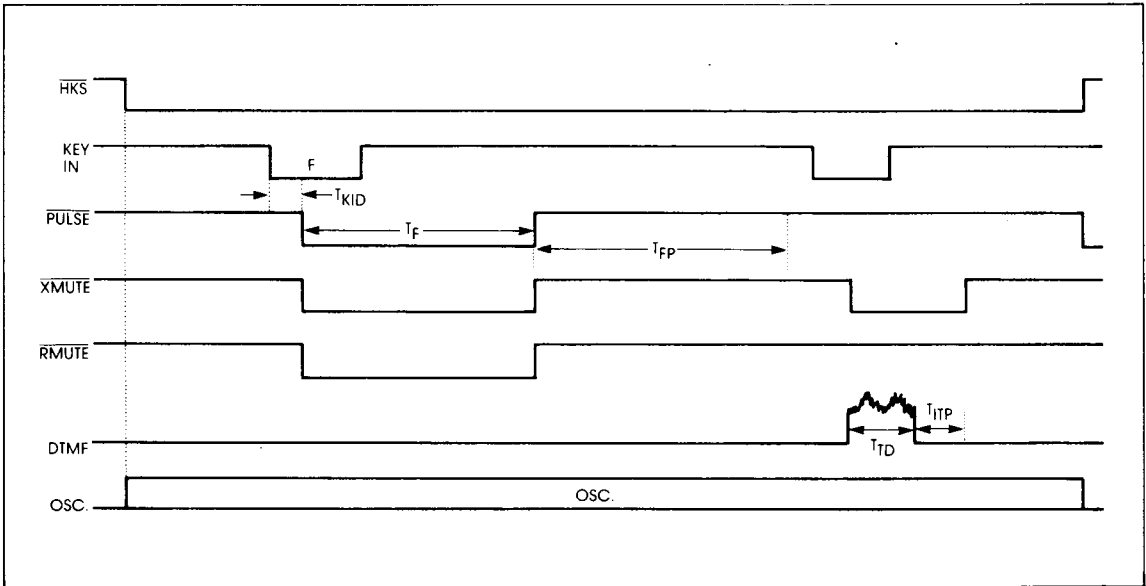 HKS
KEY
IN
F
TKID
PULSE
TF
TFP
XMUTE
RMUTE
TITP
DTMF
TTD
OSC.
OSC.